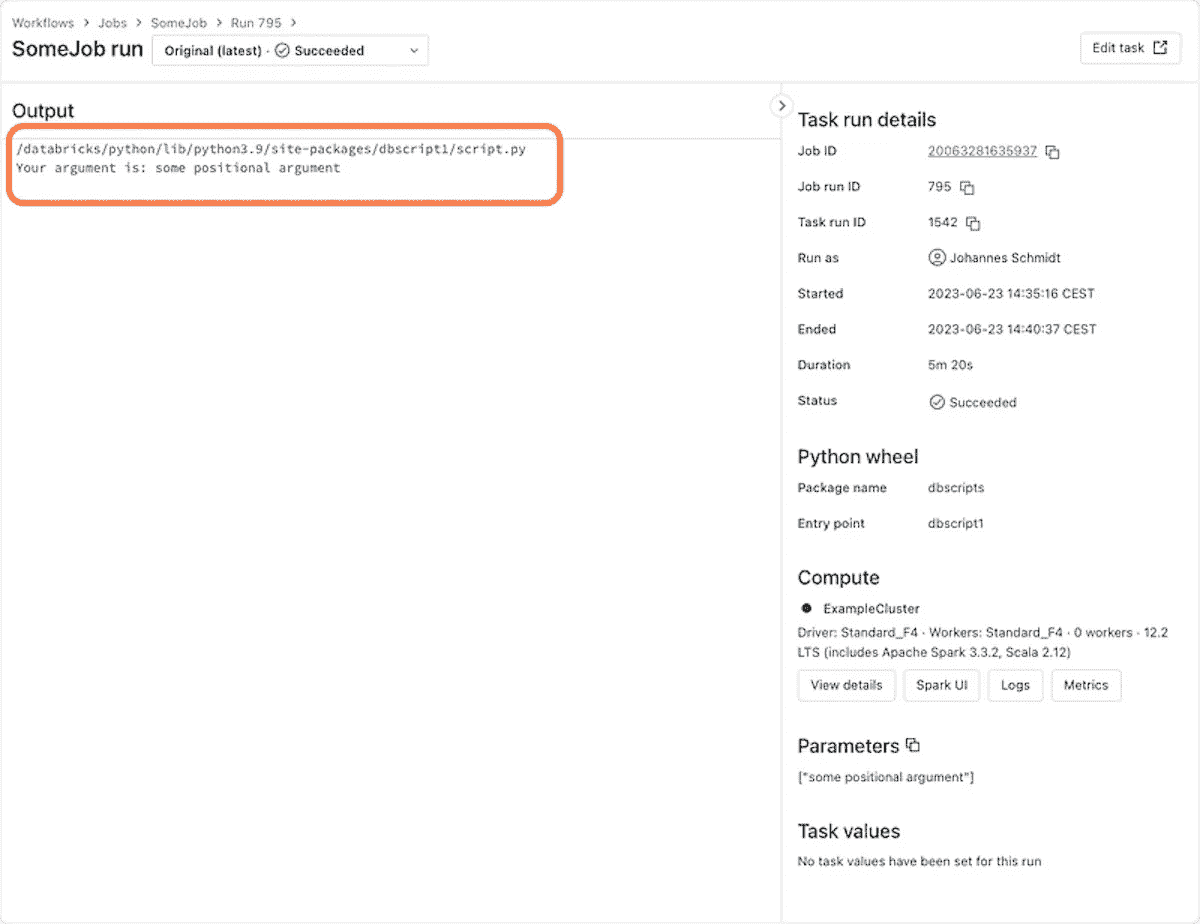 Workflows > Jobs > SomeJob > Run 795 >
SomeJob run
Original (latest) · Succeeded
Edit task
Output
/databricks/python/lib/python3.9/site-packages/dbscript1/script.py
Your argument is: some positional argument
Task run details
Job ID 20063281635937
Job run ID 795
Task run ID 1542
Run as Johannes Schmidt
Started 2023-06-23 14:35:16 CEST
Ended 2023-06-23 14:40:37 CEST
Duration 5m 20s
Status Succeeded
Python wheel
Package name dbscripts
Entry point dbscript1
Compute
ExampleCluster
Driver: Standard_F4 · Workers: Standard_F4 · 0 workers · 12.2
LTS (includes Apache Spark 3.3.2, Scala 2.12)
View details Spark UI Logs Metrics
Parameters
["some positional argument"]
Task values
No task values have been set for this run